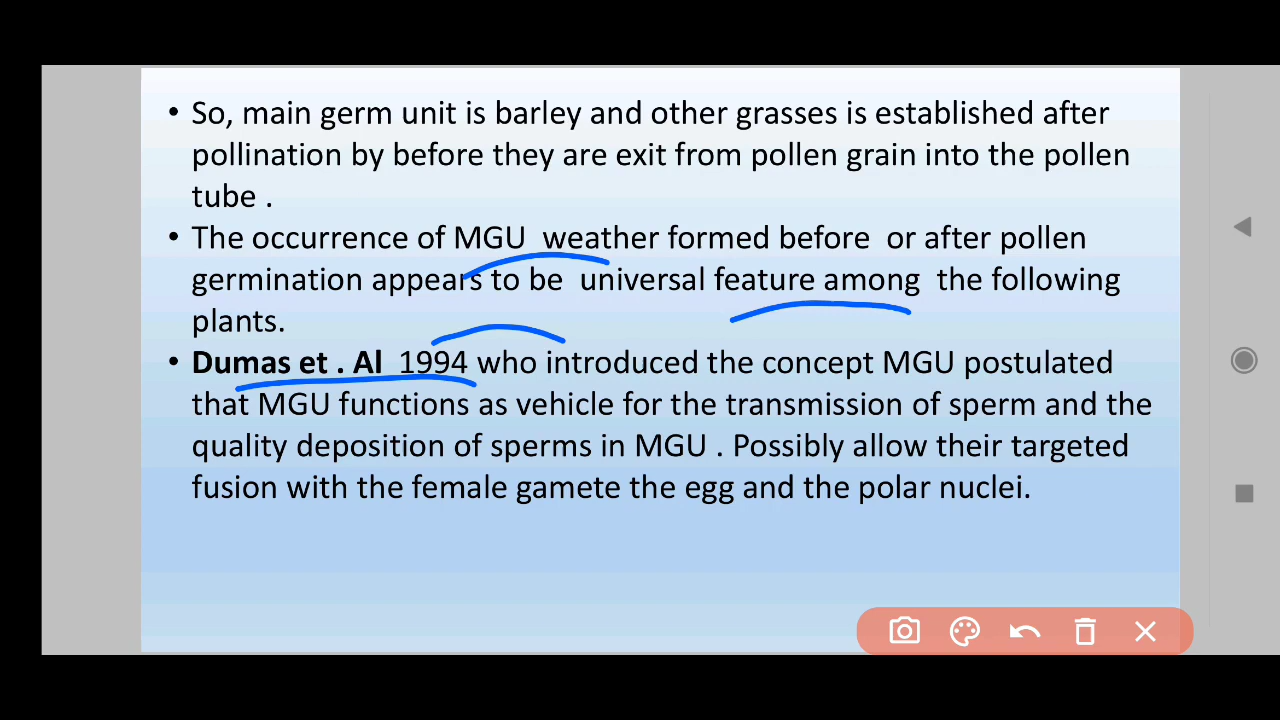 • So, main germ unit is barley and other grasses is established after
pollination by before they are exit from pollen grain into the pollen
tube .
• The occurrence of MGU weather formed before or after pollen
germination appears to be universal feature among the following
plants.
• Dumas et . Al 1994 who introduced the concept MGU postulated
that MGU functions as vehicle for the transmission of sperm and the
quality deposition of sperms in MGU . Possibly allow their targeted
fusion with the female gamete the egg and the polar nuclei.